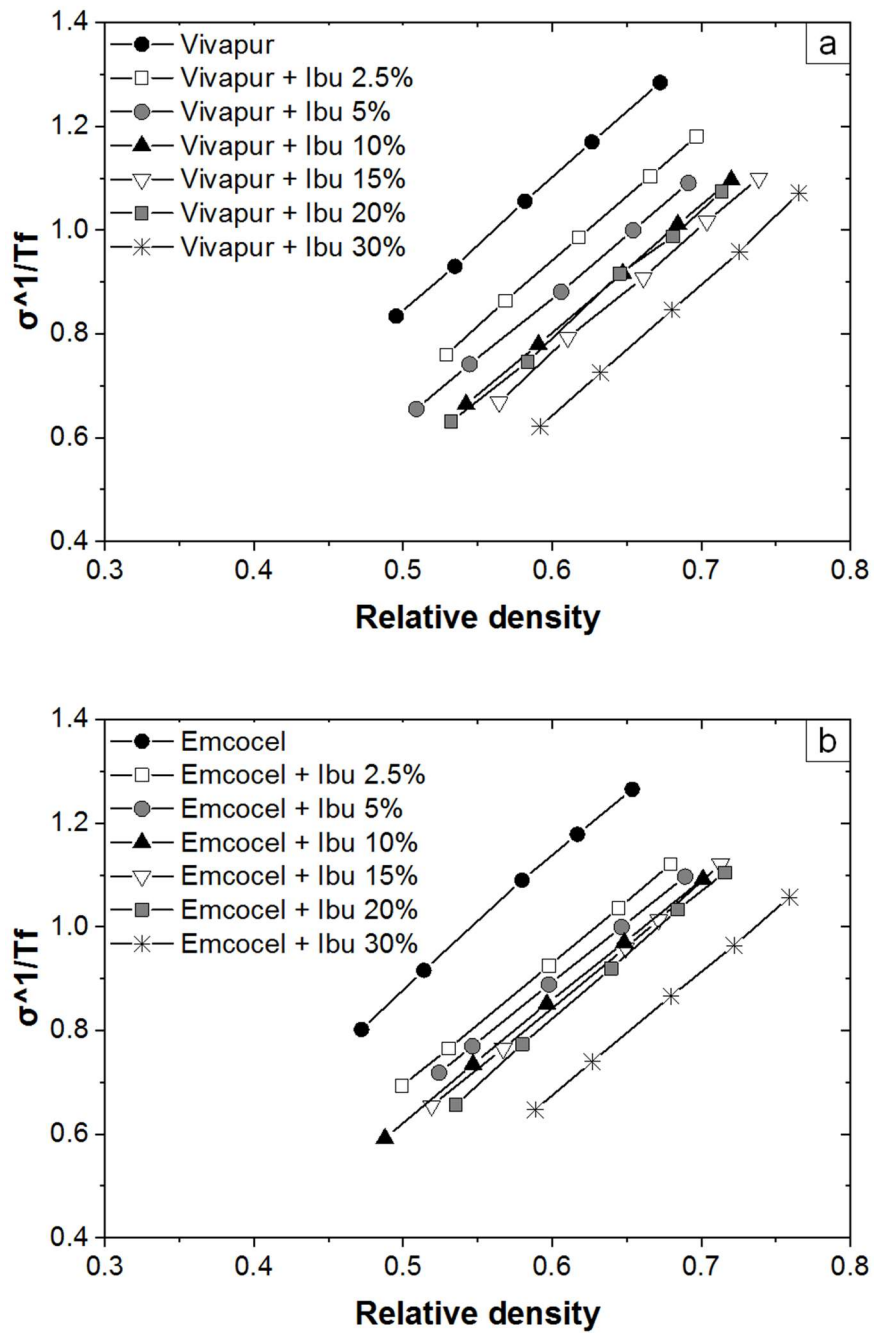 a
1.4
1.2
1.0
0.8
0.6
0.4
σ^1/Tf
Vivapur
Vivapur + Ibu 2.5%
Vivapur + Ibu 5%
Vivapur + Ibu 10%
Vivapur + Ibu 15%
Vivapur + Ibu 20%
Vivapur + Ibu 30%
0.3 0.4 0.5 0.6 0.7 0.8
Relative density
b
1.4
1.2
1.0
0.8
0.6
0.4
σ^1/Tf
Emcocel
Emcocel + Ibu 2.5%
Emcocel + Ibu 5%
Emcocel + Ibu 10%
Emcocel + Ibu 15%
Emcocel + Ibu 20%
Emcocel + Ibu 30%
0.3 0.4 0.5 0.6 0.7 0.8
Relative density